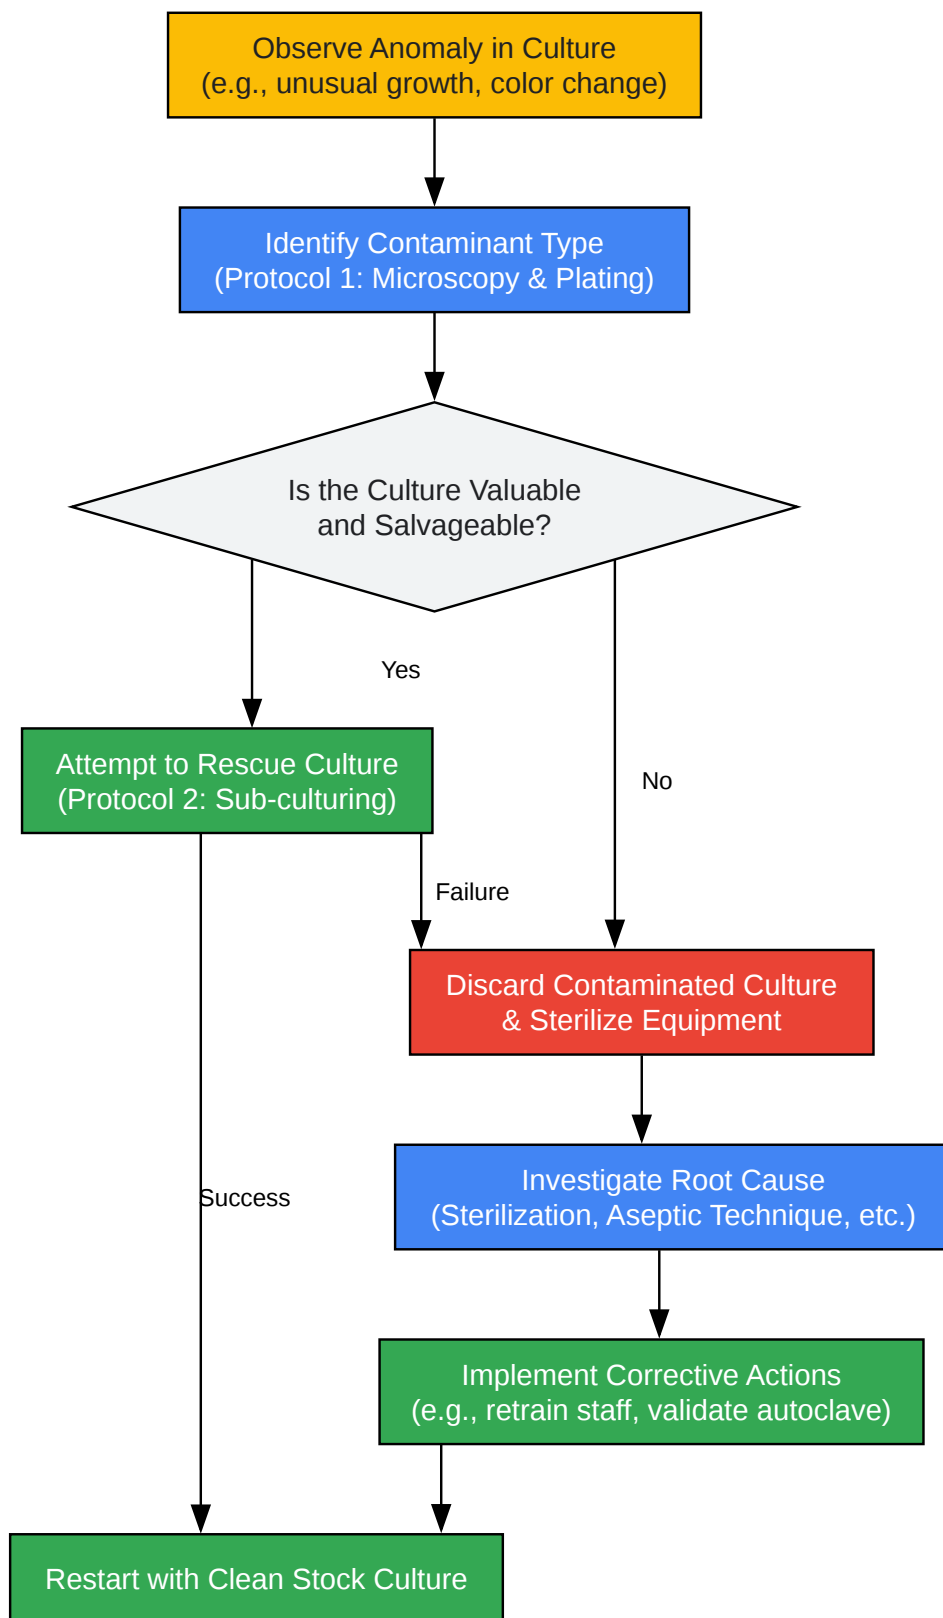 Observe Anomaly in Culture
(e.g., unusual growth, color change)
Identify Contaminant Type
(Protocol 1: Microscopy & Plating)
Is the Culture Valuable
and Salvageable?
Yes
Attempt to Rescue Culture
(Protocol 2: Sub-culturing)
No
Failure
Discard Contaminated Culture
& Sterilize Equipment
Investigate Root Cause
(Sterilization, Aseptic Technique, etc.)
Success
Implement Corrective Actions
(e.g., retrain staff, validate autoclave)
Restart with Clean Stock Culture